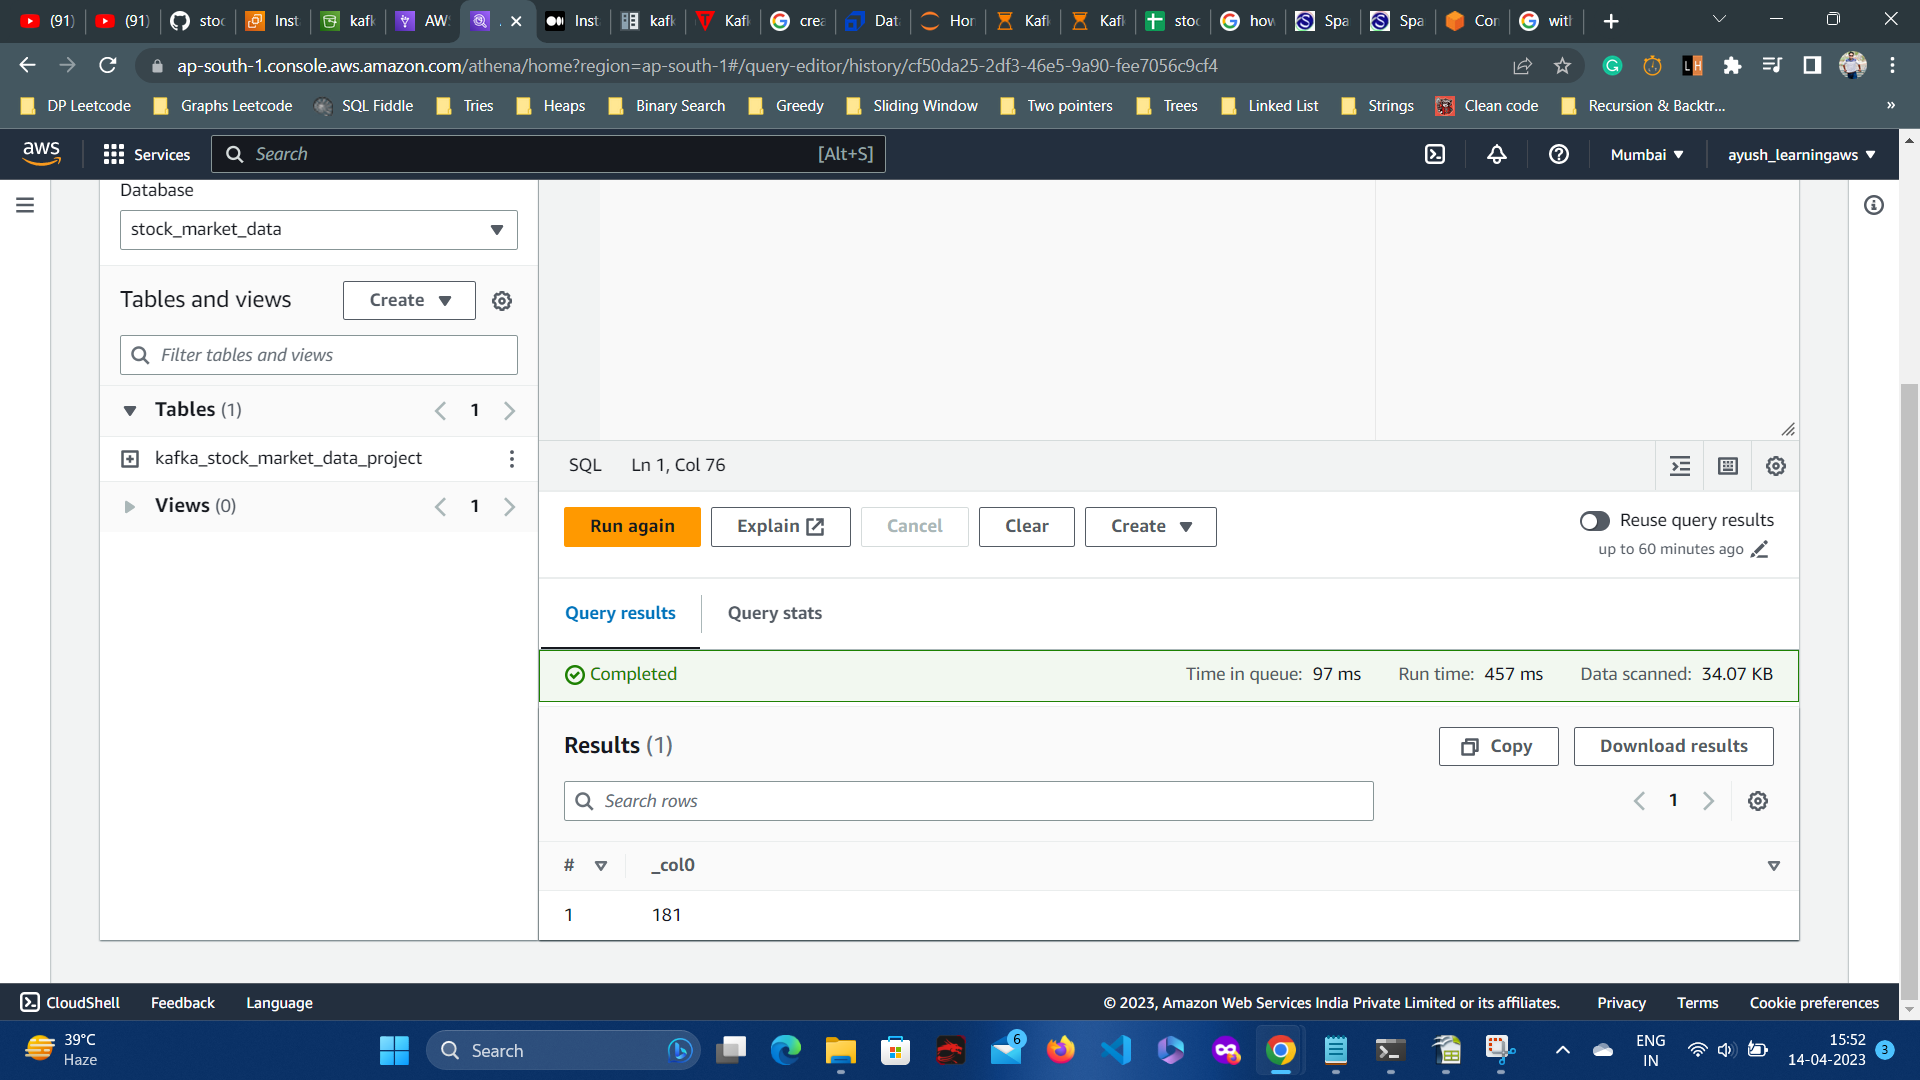 (91)
(91)
stoc
Inst
kafk
AWS
Inst
kafk
Kafk
crea
Data
Hon
Kafk
Kafk
stoc
how
Spa
Spa
Con
with
ap-south-1.console.aws.amazon.com/athena/home?region=ap-south-1#/query-editor/history/cf50da25-2df3-46e5-9a90-fee7056c9cf4
DP Leetcode
Graphs Leetcode
SQL Fiddle
Tries
Heaps
Binary Search
Greedy
Sliding Window
Two pointers
Trees
Linked List
Strings
Clean code
Recursion & Backtr...
»
aws
Services
Search
[Alt+S]
Mumbai
ayush_learningaws
Database
stock_market_data
Tables and views
Create
Filter tables and views
Tables (1)
1
kafka_stock_market_data_project
Views (0)
1
SQL
Ln 1, Col 76
Run again
Explain
Cancel
Clear
Create
Reuse query results
up to 60 minutes ago
Query results
Query stats
Completed
Time in queue: 97 ms
Run time: 457 ms
Data scanned: 34.07 KB
Results (1)
Copy
Download results
Search rows
1
#
_col0
1
181
CloudShell
Feedback
Language
© 2023, Amazon Web Services India Private Limited or its affiliates.
Privacy
Terms
Cookie preferences
39°C
Haze
Search
6
ENG
IN
15:52
14-04-2023
3